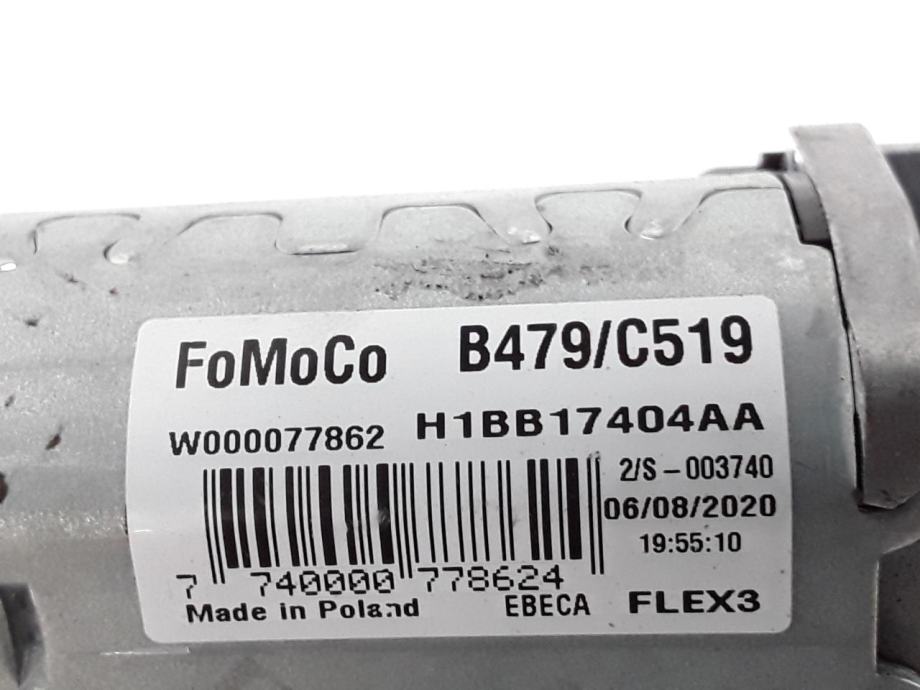 FoMoCo B479/C519
W000077862 H1BB17404AA
2/S-003740
06/08/2020
19:55:10
7 740000 778624
Made in Poland EBECA FLEX3